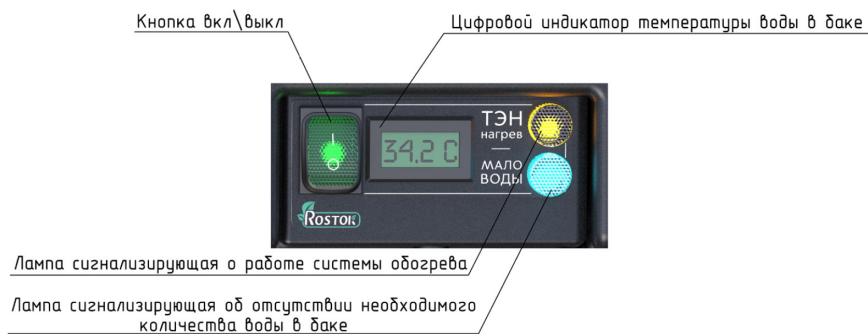 Кнопка вкл\выкл
Цифровой индикатор температуры воды в баке
ТЭН
нагрев
34.2 C
МАЛО
ВОДЫ
ROSTOK
Лампа сигнализирующая о работе системы обогрева
Лампа сигнализирующая об отсутствии необходимого
количества воды в баке